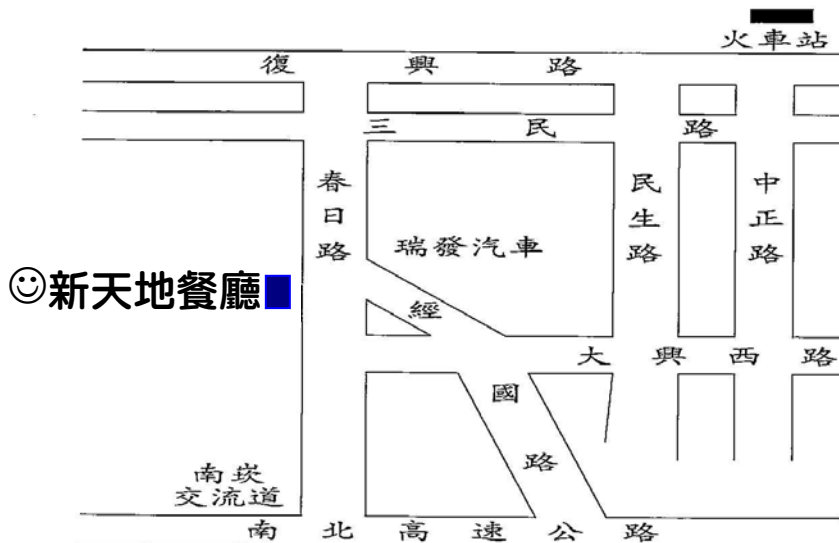 火車站
復興路
三民路
春日路
民生路
中正路
瑞發汽車
☺新天地餐廳
經國路
大興西路
南崁
交流道
南北高速公路